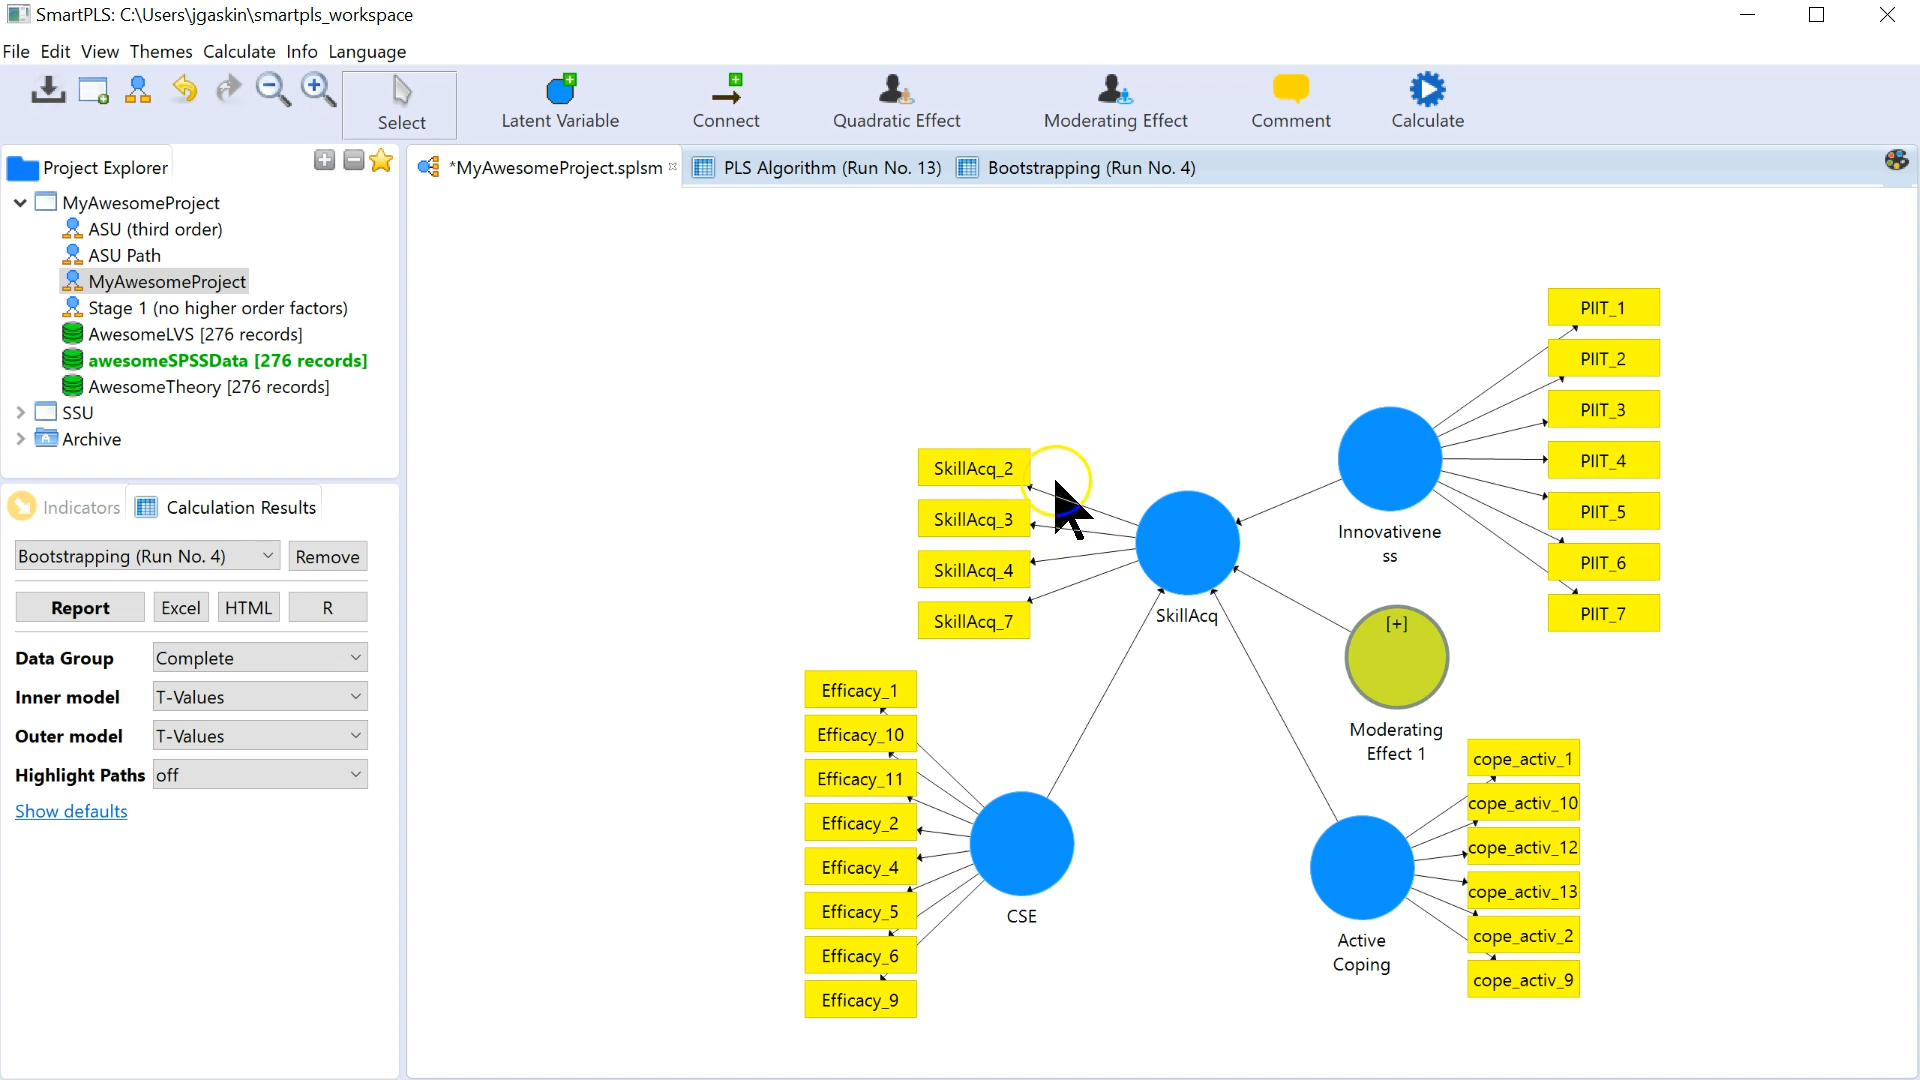 SmartPLS: C:\Users\jgaskin\smartpls_workspace
File Edit View Themes Calculate Info Language
Select
Latent Variable
Connect
Quadratic Effect
Moderating Effect
Comment
Calculate
Project Explorer
*MyAwesomeProject.splsm
PLS Algorithm (Run No. 13)
Bootstrapping (Run No. 4)
MyAwesomeProject
ASU (third order)
ASU Path
MyAwesomeProject
Stage 1 (no higher order factors)
AwesomeLVS [276 records]
awesomeSPSSData [276 records]
AwesomeTheory [276 records]
SSU
Archive
Indicators
Calculation Results
Bootstrapping (Run No. 4)
Remove
Report
Excel
HTML
R
Data Group
Complete
Inner model
T-Values
Outer model
T-Values
Highlight Paths
off
Show defaults
PIIT_1
PIIT_2
PIIT_3
PIIT_4
PIIT_5
PIIT_6
PIIT_7
Innovativene
ss
SkillAcq_2
SkillAcq_3
SkillAcq_4
SkillAcq_7
SkillAcq
[+]
Moderating
Effect 1
Efficacy_1
Efficacy_10
Efficacy_11
Efficacy_2
Efficacy_4
Efficacy_5
Efficacy_6
Efficacy_9
CSE
cope_activ_1
cope_activ_10
cope_activ_12
cope_activ_13
cope_activ_2
cope_activ_9
Active
Coping